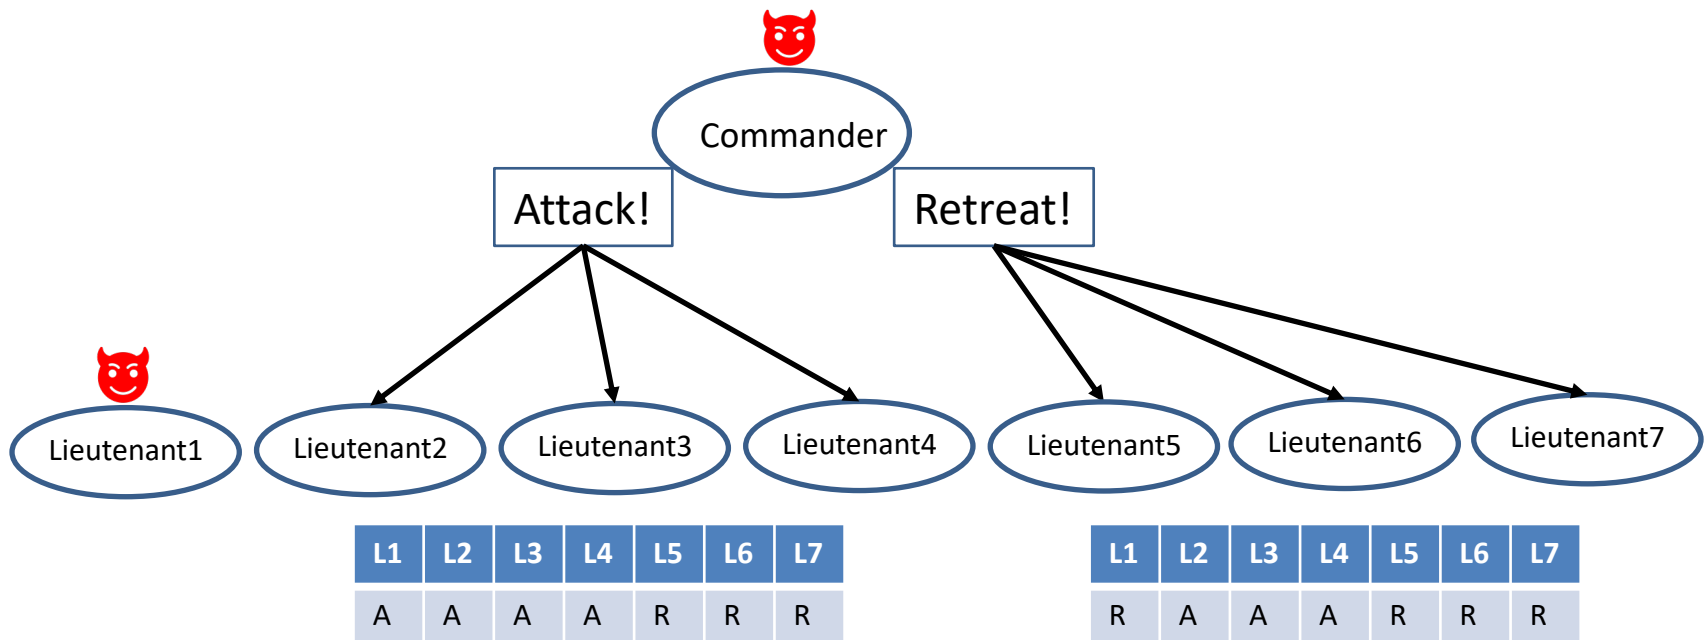 Commander
Attack!
Retreat!
Lieutenant1
Lieutenant2
Lieutenant3
Lieutenant4
Lieutenant5
Lieutenant6
Lieutenant7
L1 L2 L3 L4 L5 L6 L7
A A A A R R R
L1 L2 L3 L4 L5 L6 L7
R A A A R R R